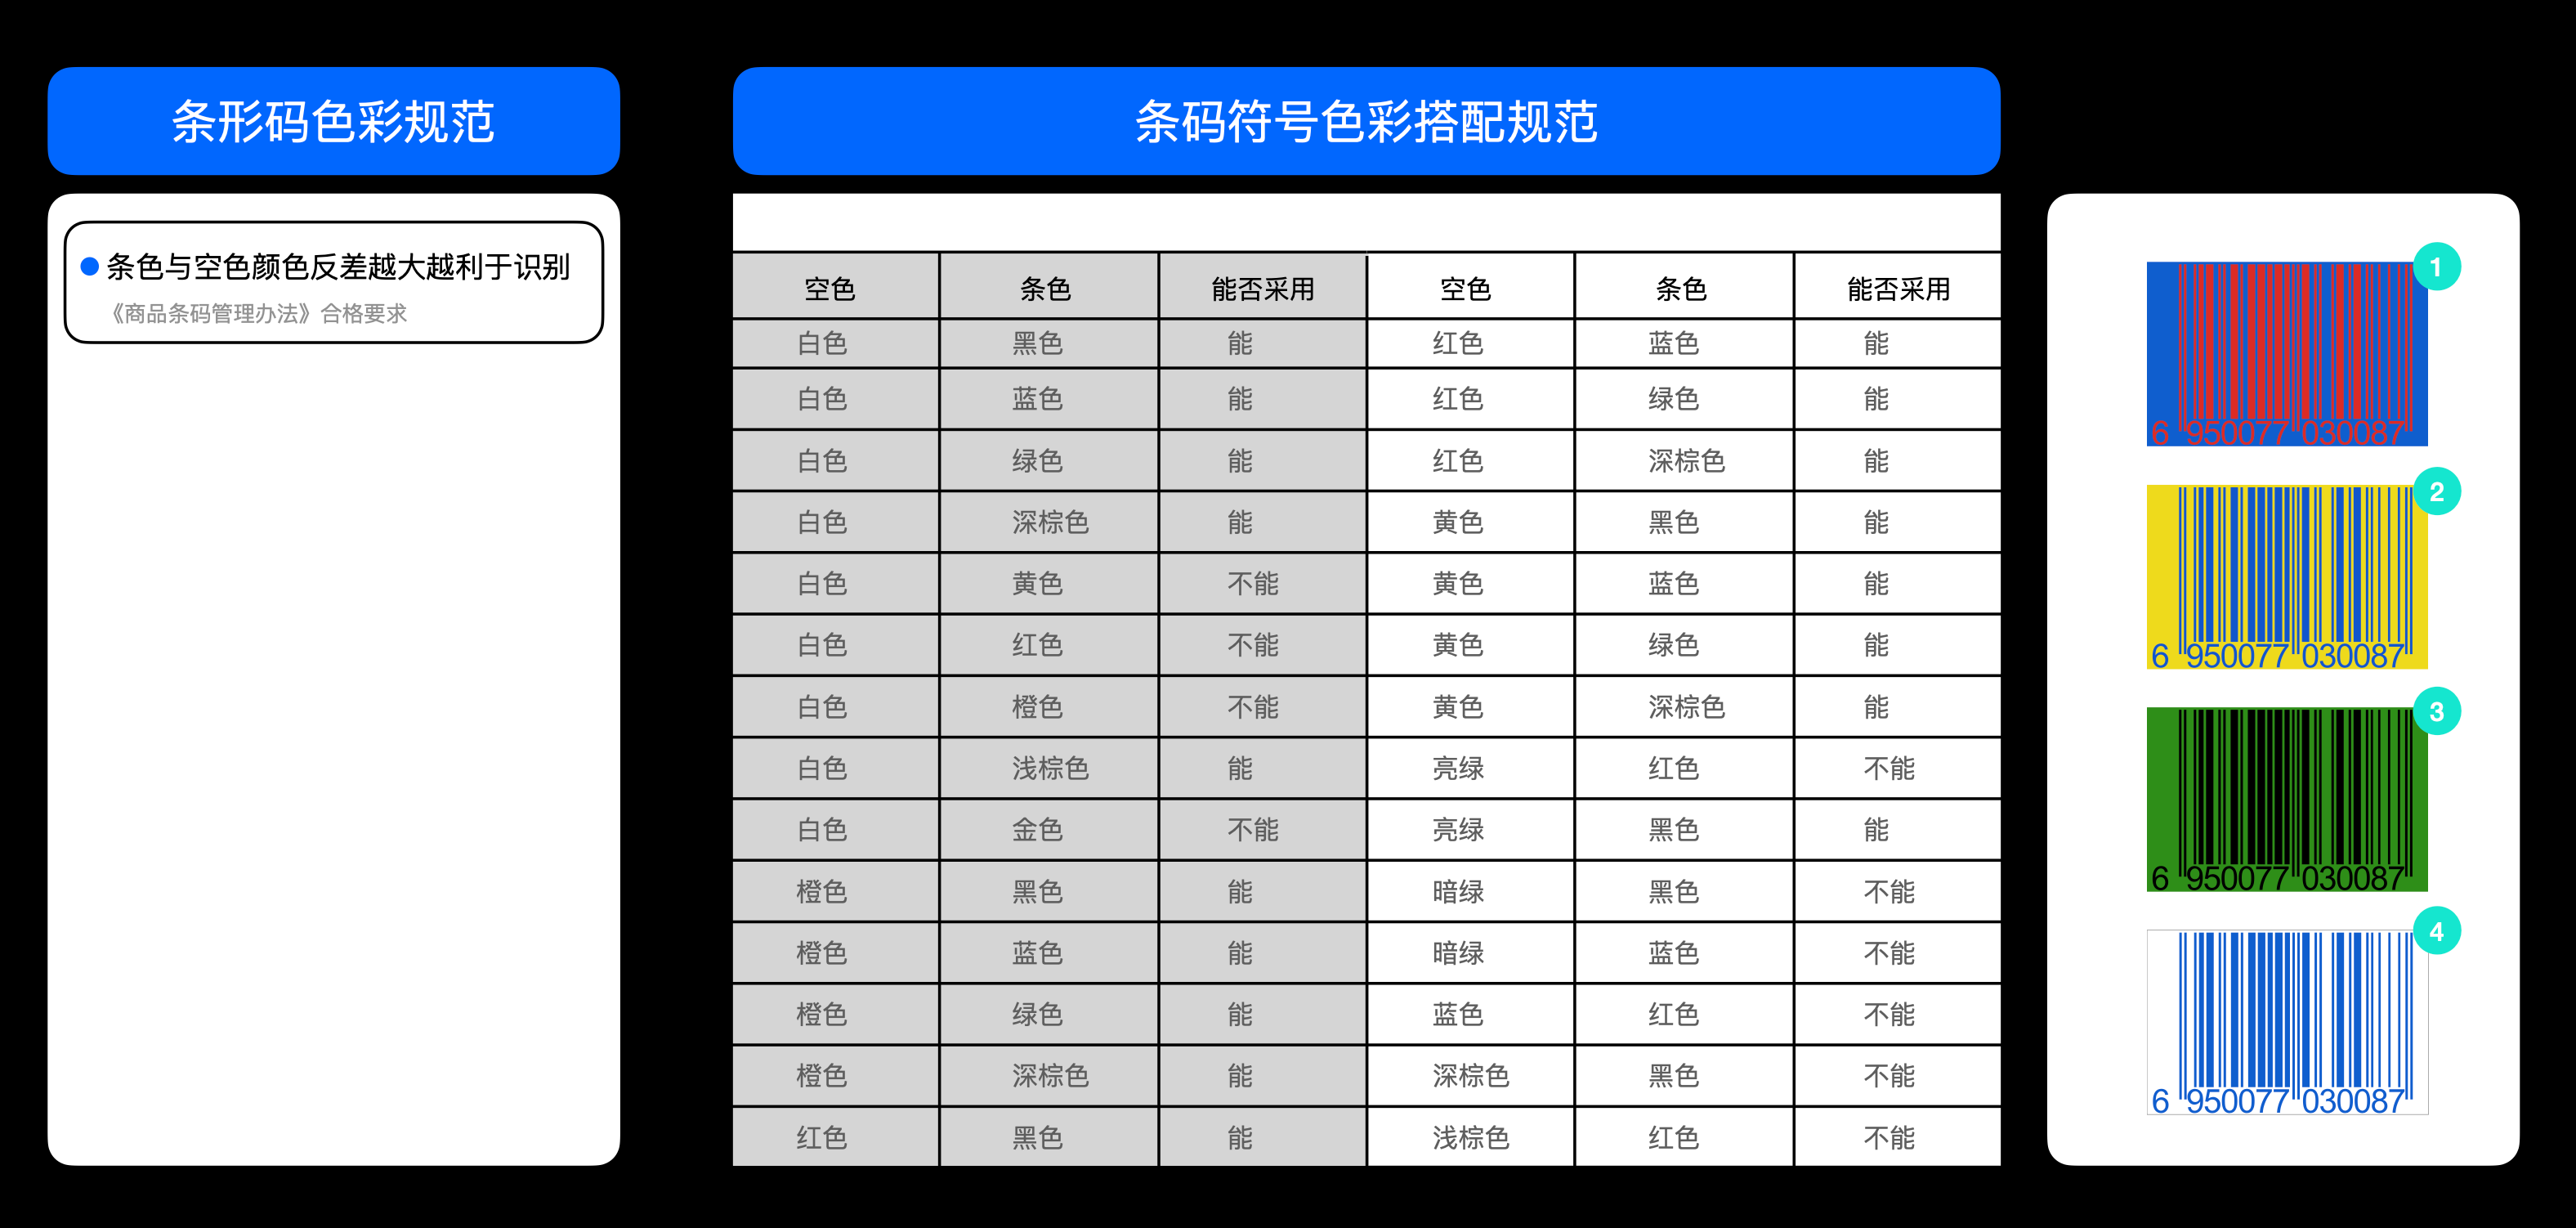 条形码色彩规范
条色与空色颜色反差越大越利于识别
《商品条码管理办法》合格要求
条码符号色彩搭配规范
空色 条色 能否采用 空色 条色 能否采用
白色 黑色 能 红色 蓝色 能
白色 蓝色 能 红色 绿色 能
白色 绿色 能 红色 深棕色 能
白色 深棕色 能 黄色 黑色 能
白色 黄色 不能 黄色 蓝色 能
白色 红色 不能 黄色 绿色 能
白色 橙色 不能 黄色 深棕色 能
白色 浅棕色 能 亮绿 红色 不能
白色 金色 不能 亮绿 黑色 能
橙色 黑色 能 暗绿 黑色 不能
橙色 蓝色 能 暗绿 蓝色 不能
橙色 绿色 能 蓝色 红色 不能
橙色 深棕色 能 深棕色 黑色 不能
红色 黑色 能 浅棕色 红色 不能
1
6 950077 030087
2
6 950077 030087
3
6 950077 030087
4
6 950077 030087